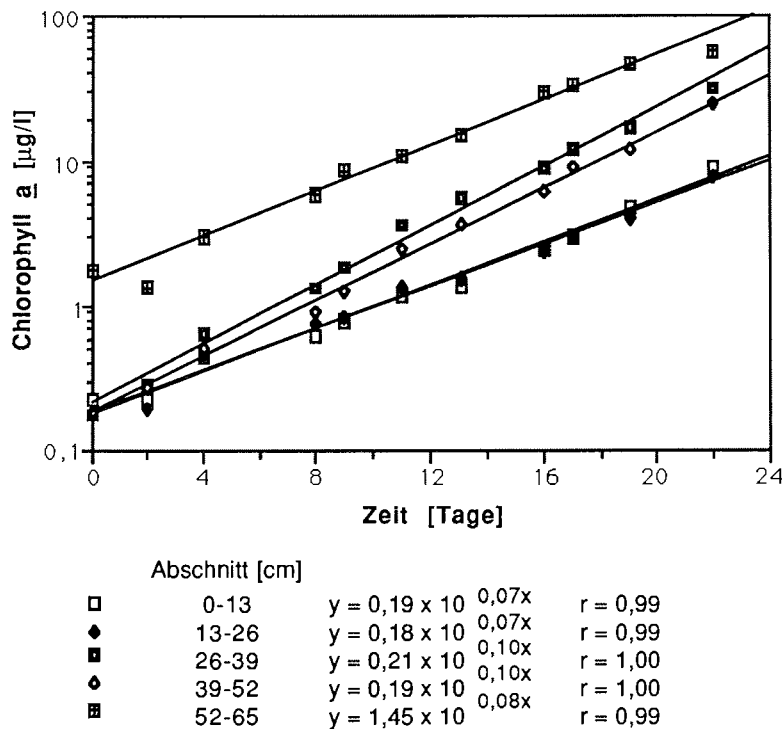 100
10
1
0,1
Chlorophyll a [µg/l]
0 4 8 12 16 20 24
Zeit [Tage]
Abschnitt [cm]
0-13 y = 0,19 x 10 0,07x r = 0,99
13-26 y = 0,18 x 10 0,07x r = 0,99
26-39 y = 0,21 x 10 0,10x r = 1,00
39-52 y = 0,19 x 10 0,10x r = 1,00
52-65 y = 1,45 x 10 0,08x r = 0,99